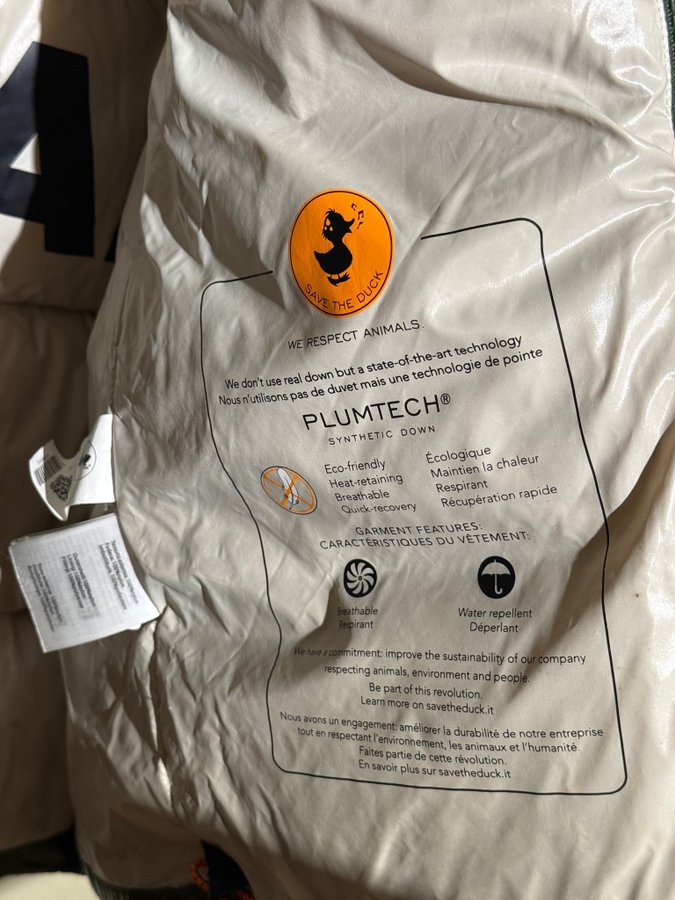 SAVE THE DUCK
WE RESPECT ANIMALS.
We don't use real down but a state-of-the-art technology
Nous n'utilisons pas de duvet mais une technologie de pointe
PLUMTECH®
SYNTHETIC DOWN
Eco-friendly
Heat-retaining
Breathable
Quick-recovery
Écologique
Maintien la chaleur
Respirant
Récupération rapide
GARMENT FEATURES:
CARACTÉRISTIQUES DU VÊTEMENT:
Breathable
Respirant
Water repellent
Déperlant
We have a commitment: improve the sustainability of our company
respecting animals, environment and people.
Be part of this revolution.
Learn more on savetheduck.it
Nous avons un engagement: améliorer la durabilité de notre entreprise
tout en respectant l'environnement, les animaux et l'humanité.
Faites partie de cette révolution.
En savoir plus sur savetheduck.it